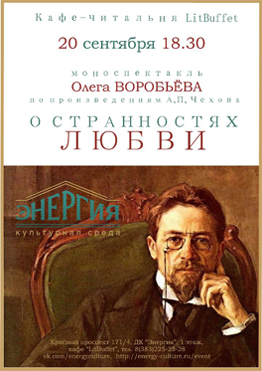 Кафе-читальня LitBuffet
20 сентября 18.30
моноспектакль
Олега ВОРОБЬЁВА
по произведениям А.П. Чехова
О СТРАННОСТЯХ
ЛЮБВИ
ЭНЕРГИЯ
культурная среда
Красный проспект 171/4, ДК "Энергия", 1 этаж,
кафе "LitBuffet", тел. 8(383)225-25-26
vk.com/energyculture, http://energy-culture.ru/event